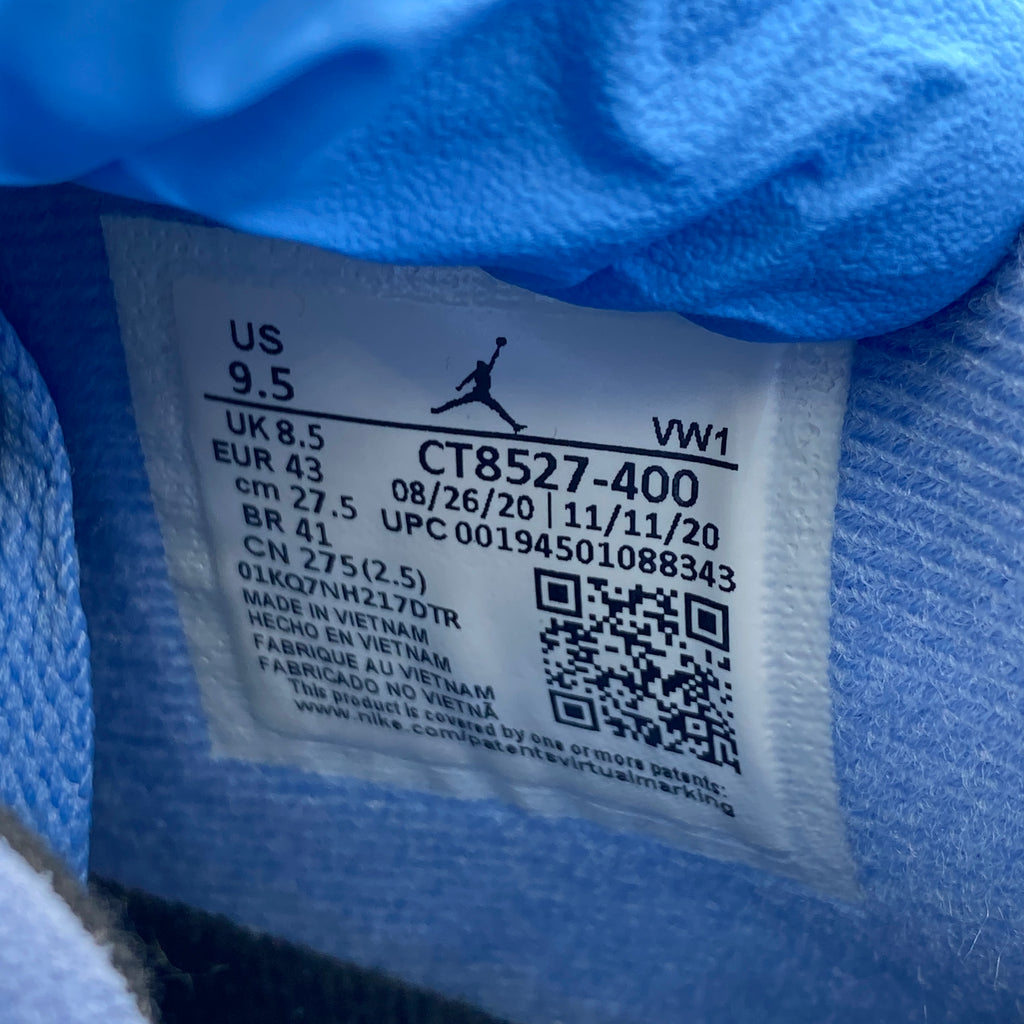 US
9.5
VW1
UK 8.5
EUR 43
cm 27.5
BR 41
CN 275(2.5)
CT8527-400
08/26/20 | 11/11/20
UPC 00194501088343
01KQ7NH217DTR
MADE IN VIETNAM
HECHO EN VIETNAM
FABRIQUE AU VIETNAM
FABRICADO NO VIETNÃ
This product is covered by one or more patents:
www.nike.com/patentsvirtualmarking